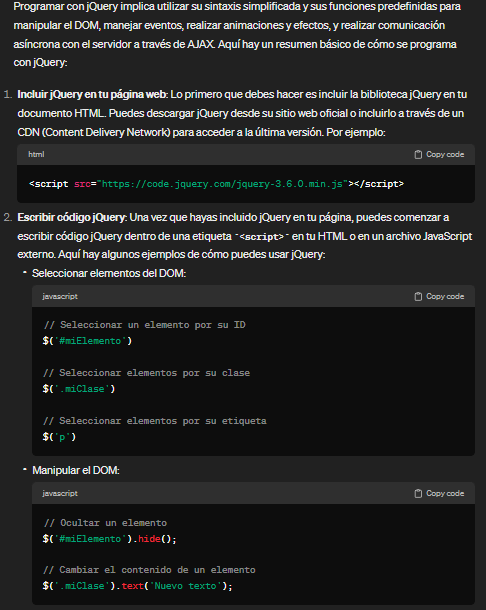 Programar con jQuery implica utilizar su sintaxis simplificada y sus funciones predefinidas para
manipular el DOM, manejar eventos, realizar animaciones y efectos, y realizar comunicación
asíncrona con el servidor a través de AJAX. Aquí hay un resumen básico de cómo se programa
con jQuery:
1. Incluir jQuery en tu página web: Lo primero que debes hacer es incluir la biblioteca jQuery en tu
documento HTML. Puedes descargar jQuery desde su sitio web oficial o incluirlo a través de un
CDN (Content Delivery Network) para acceder a la última versión. Por ejemplo:
html Copy code
<script src="https://code.jquery.com/jquery-3.6.0.min.js"></script>
2. Escribir código jQuery: Una vez que hayas incluido jQuery en tu página, puedes comenzar a
escribir código jQuery dentro de una etiqueta `<script>` en tu HTML o en un archivo JavaScript
externo. Aquí hay algunos ejemplos de cómo puedes usar jQuery:
• Seleccionar elementos del DOM:
javascript Copy code
// Seleccionar un elemento por su ID
$('#miElemento')
// Seleccionar elementos por su clase
$('.miClase')
// Seleccionar elementos por su etiqueta
$('p')
• Manipular el DOM:
javascript Copy code
// Ocultar un elemento
$('#miElemento').hide();
// Cambiar el contenido de un elemento
$('.miClase').text('Nuevo texto');